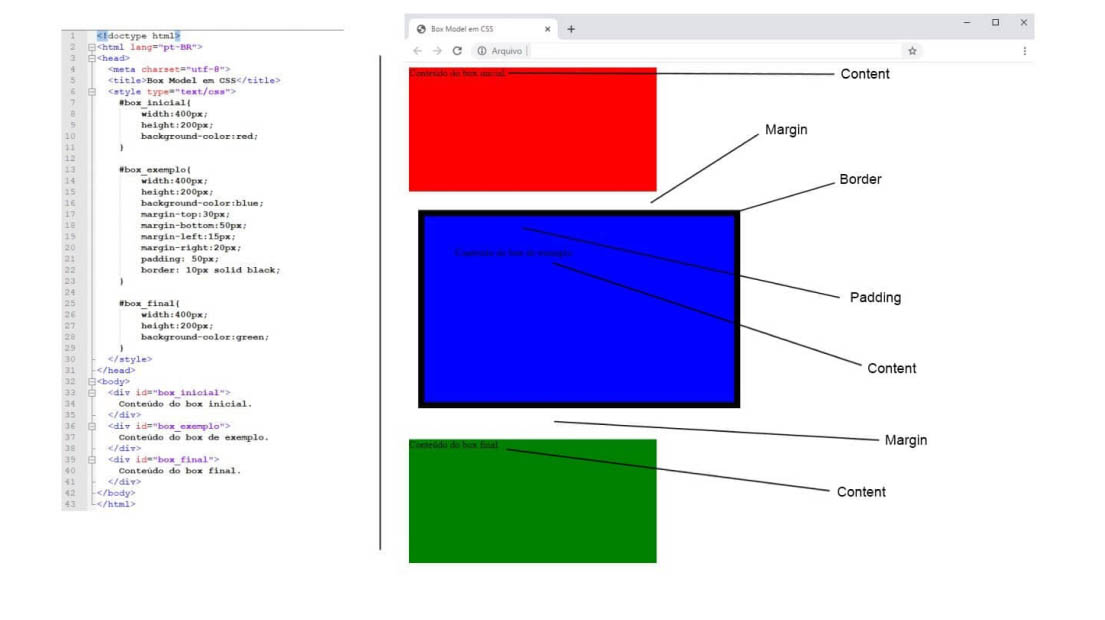 1 <!doctype html>
2 <html lang="pt-BR">
3 <head>
4 <meta charset="utf-8">
5 <title>Box Model em CSS</title>
6 <style type="text/css">
7 #box_inicial{
8 width:400px;
9 height:200px;
10 background-color:red;
11 }
12
13 #box_exemplo{
14 width:400px;
15 height:200px;
16 background-color:blue;
17 margin-top:30px;
18 margin-bottom:50px;
19 margin-left:15px;
20 margin-right:20px;
21 padding: 50px;
22 border: 10px solid black;
23 }
24
25 #box_final{
26 width:400px;
27 height:200px;
28 background-color:green;
29 }
30 </style>
31 </head>
32 <body>
33 <div id="box_inicial">
34 Conteúdo do box inicial.
35 </div>
36 <div id="box_exemplo">
37 Conteúdo do box de exemplo.
38 </div>
39 <div id="box_final">
40 Conteúdo do box final.
41 </div>
42 </body>
43 </html>
Box Model em CSS
Arquivo
Conteúdo do box inicial.
Content
Margin
Border
Conteúdo do box de exemplo.
Padding
Content
Margin
Conteúdo do box final.
Content